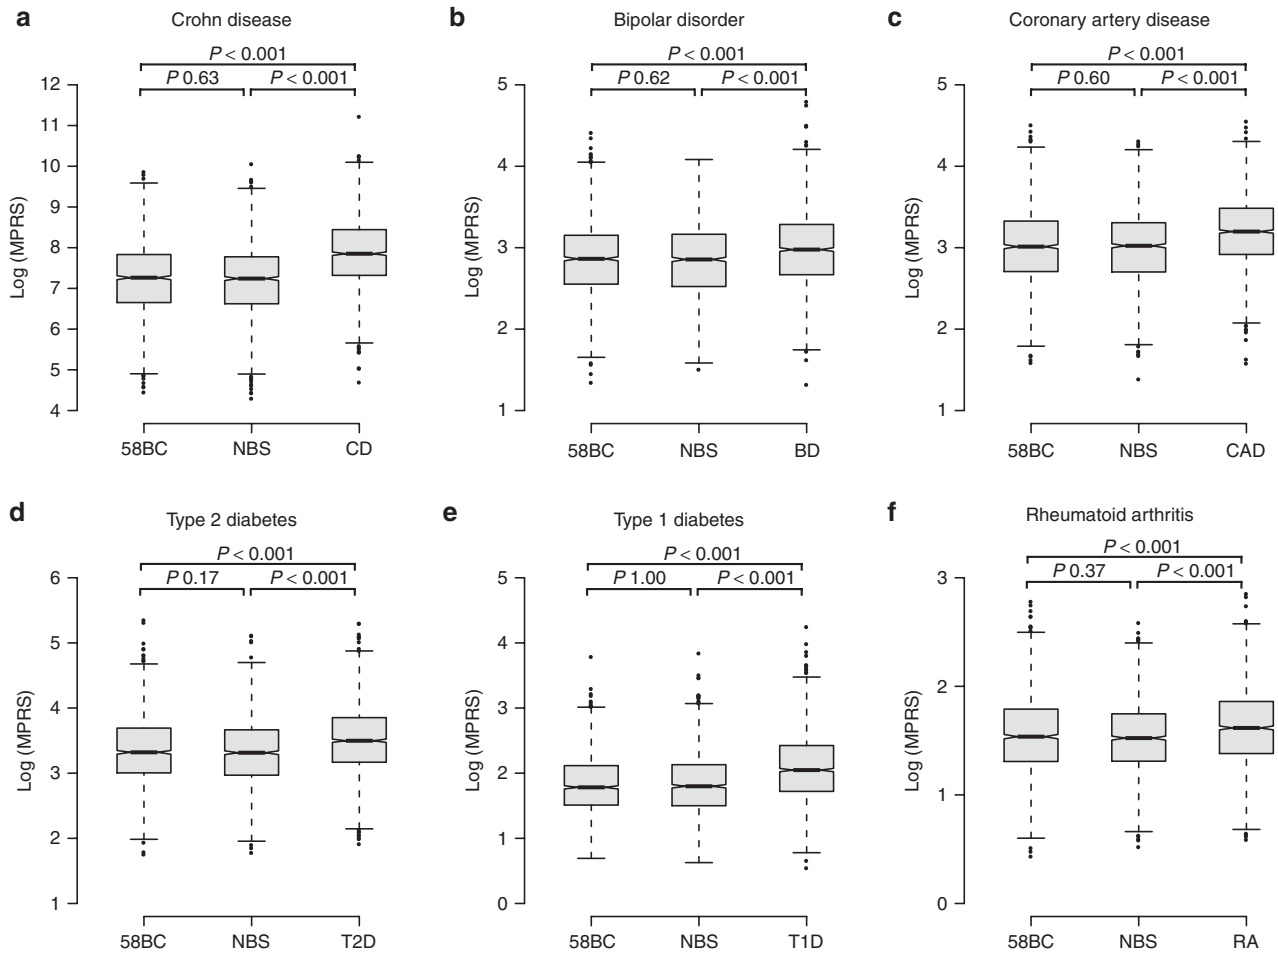 a Crohn disease
P < 0.001
P 0.63 P < 0.001
12
11
10
9
8
7
6
5
4
Log (MPRS)
58BC NBS CD
b Bipolar disorder
P < 0.001
P 0.62 P < 0.001
5
4
3
2
1
Log (MPRS)
58BC NBS BD
c Coronary artery disease
P < 0.001
P 0.60 P < 0.001
5
4
3
2
1
Log (MPRS)
58BC NBS CAD
d Type 2 diabetes
P < 0.001
P 0.17 P < 0.001
6
5
4
3
2
1
Log (MPRS)
58BC NBS T2D
e Type 1 diabetes
P < 0.001
P 1.00 P < 0.001
5
4
3
2
1
0
Log (MPRS)
58BC NBS T1D
f Rheumatoid arthritis
P < 0.001
P 0.37 P < 0.001
3
2
1
0
Log (MPRS)
58BC NBS RA